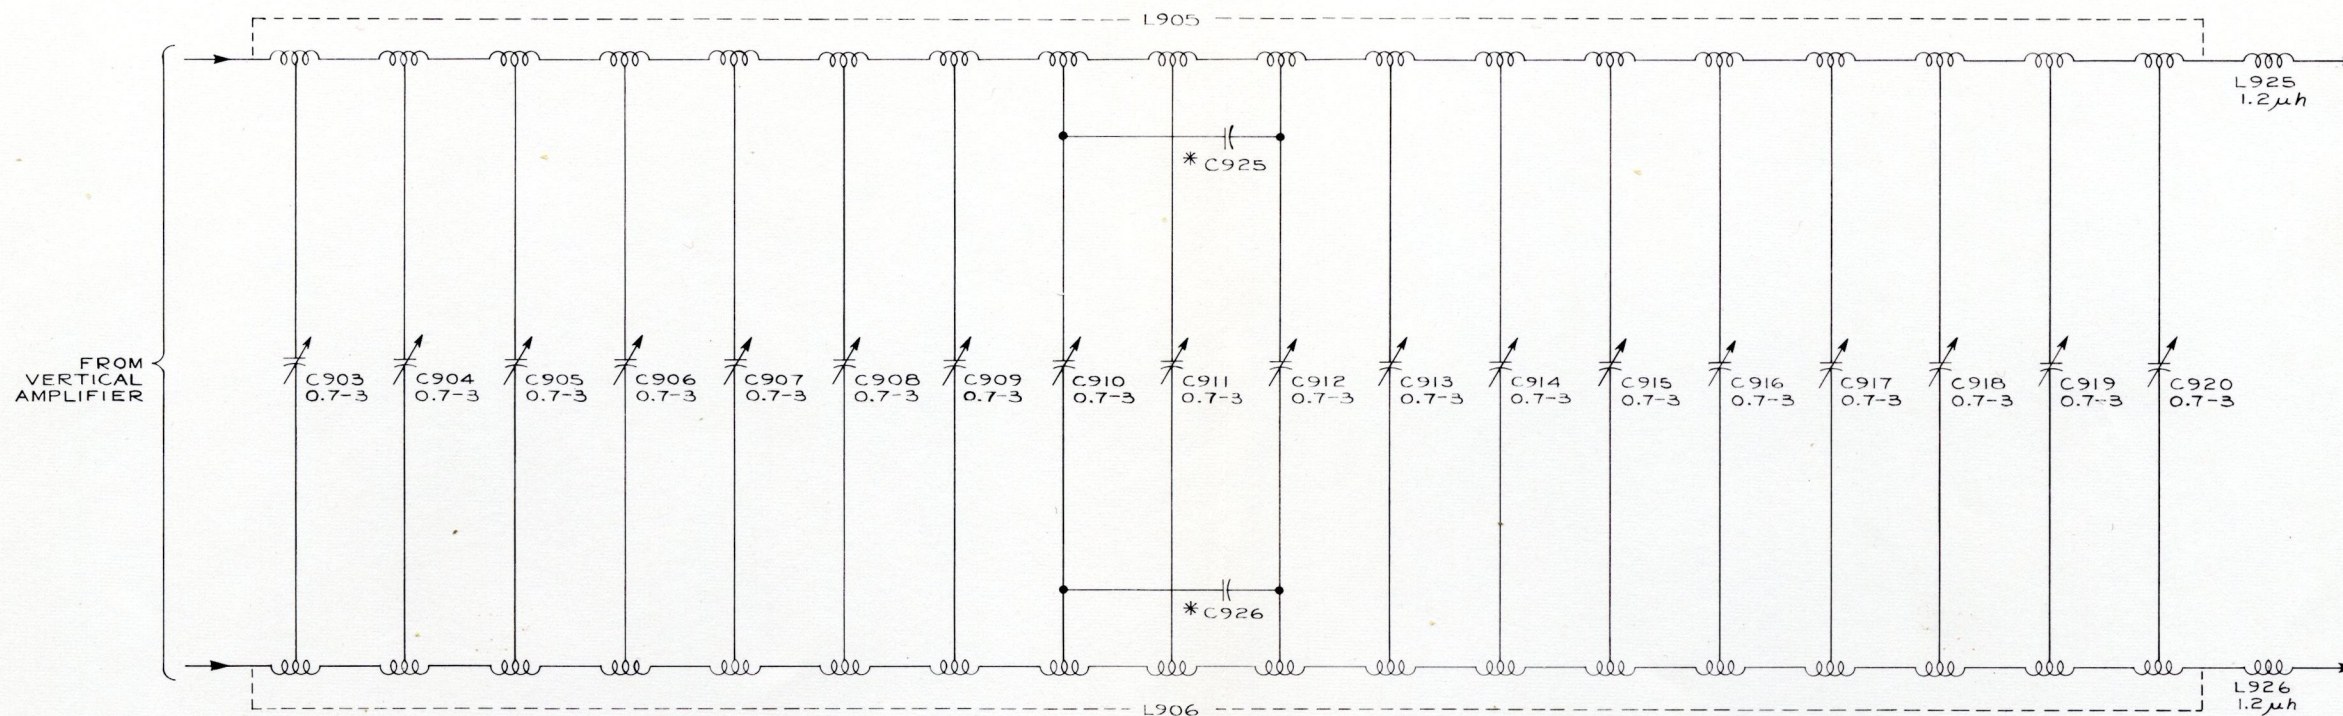 L905
L925
1.2μh
* C925
FROM
VERTICAL
AMPLIFIER
C903
0.7-3
C904
0.7-3
C905
0.7-3
C906
0.7-3
C907
0.7-3
C908
0.7-3
C909
0.7-3
C910
0.7-3
C911
0.7-3
C912
0.7-3
C913
0.7-3
C914
0.7-3
C915
0.7-3
C916
0.7-3
C917
0.7-3
C918
0.7-3
C919
0.7-3
C920
0.7-3
* C926
L906
L926
1.2μh